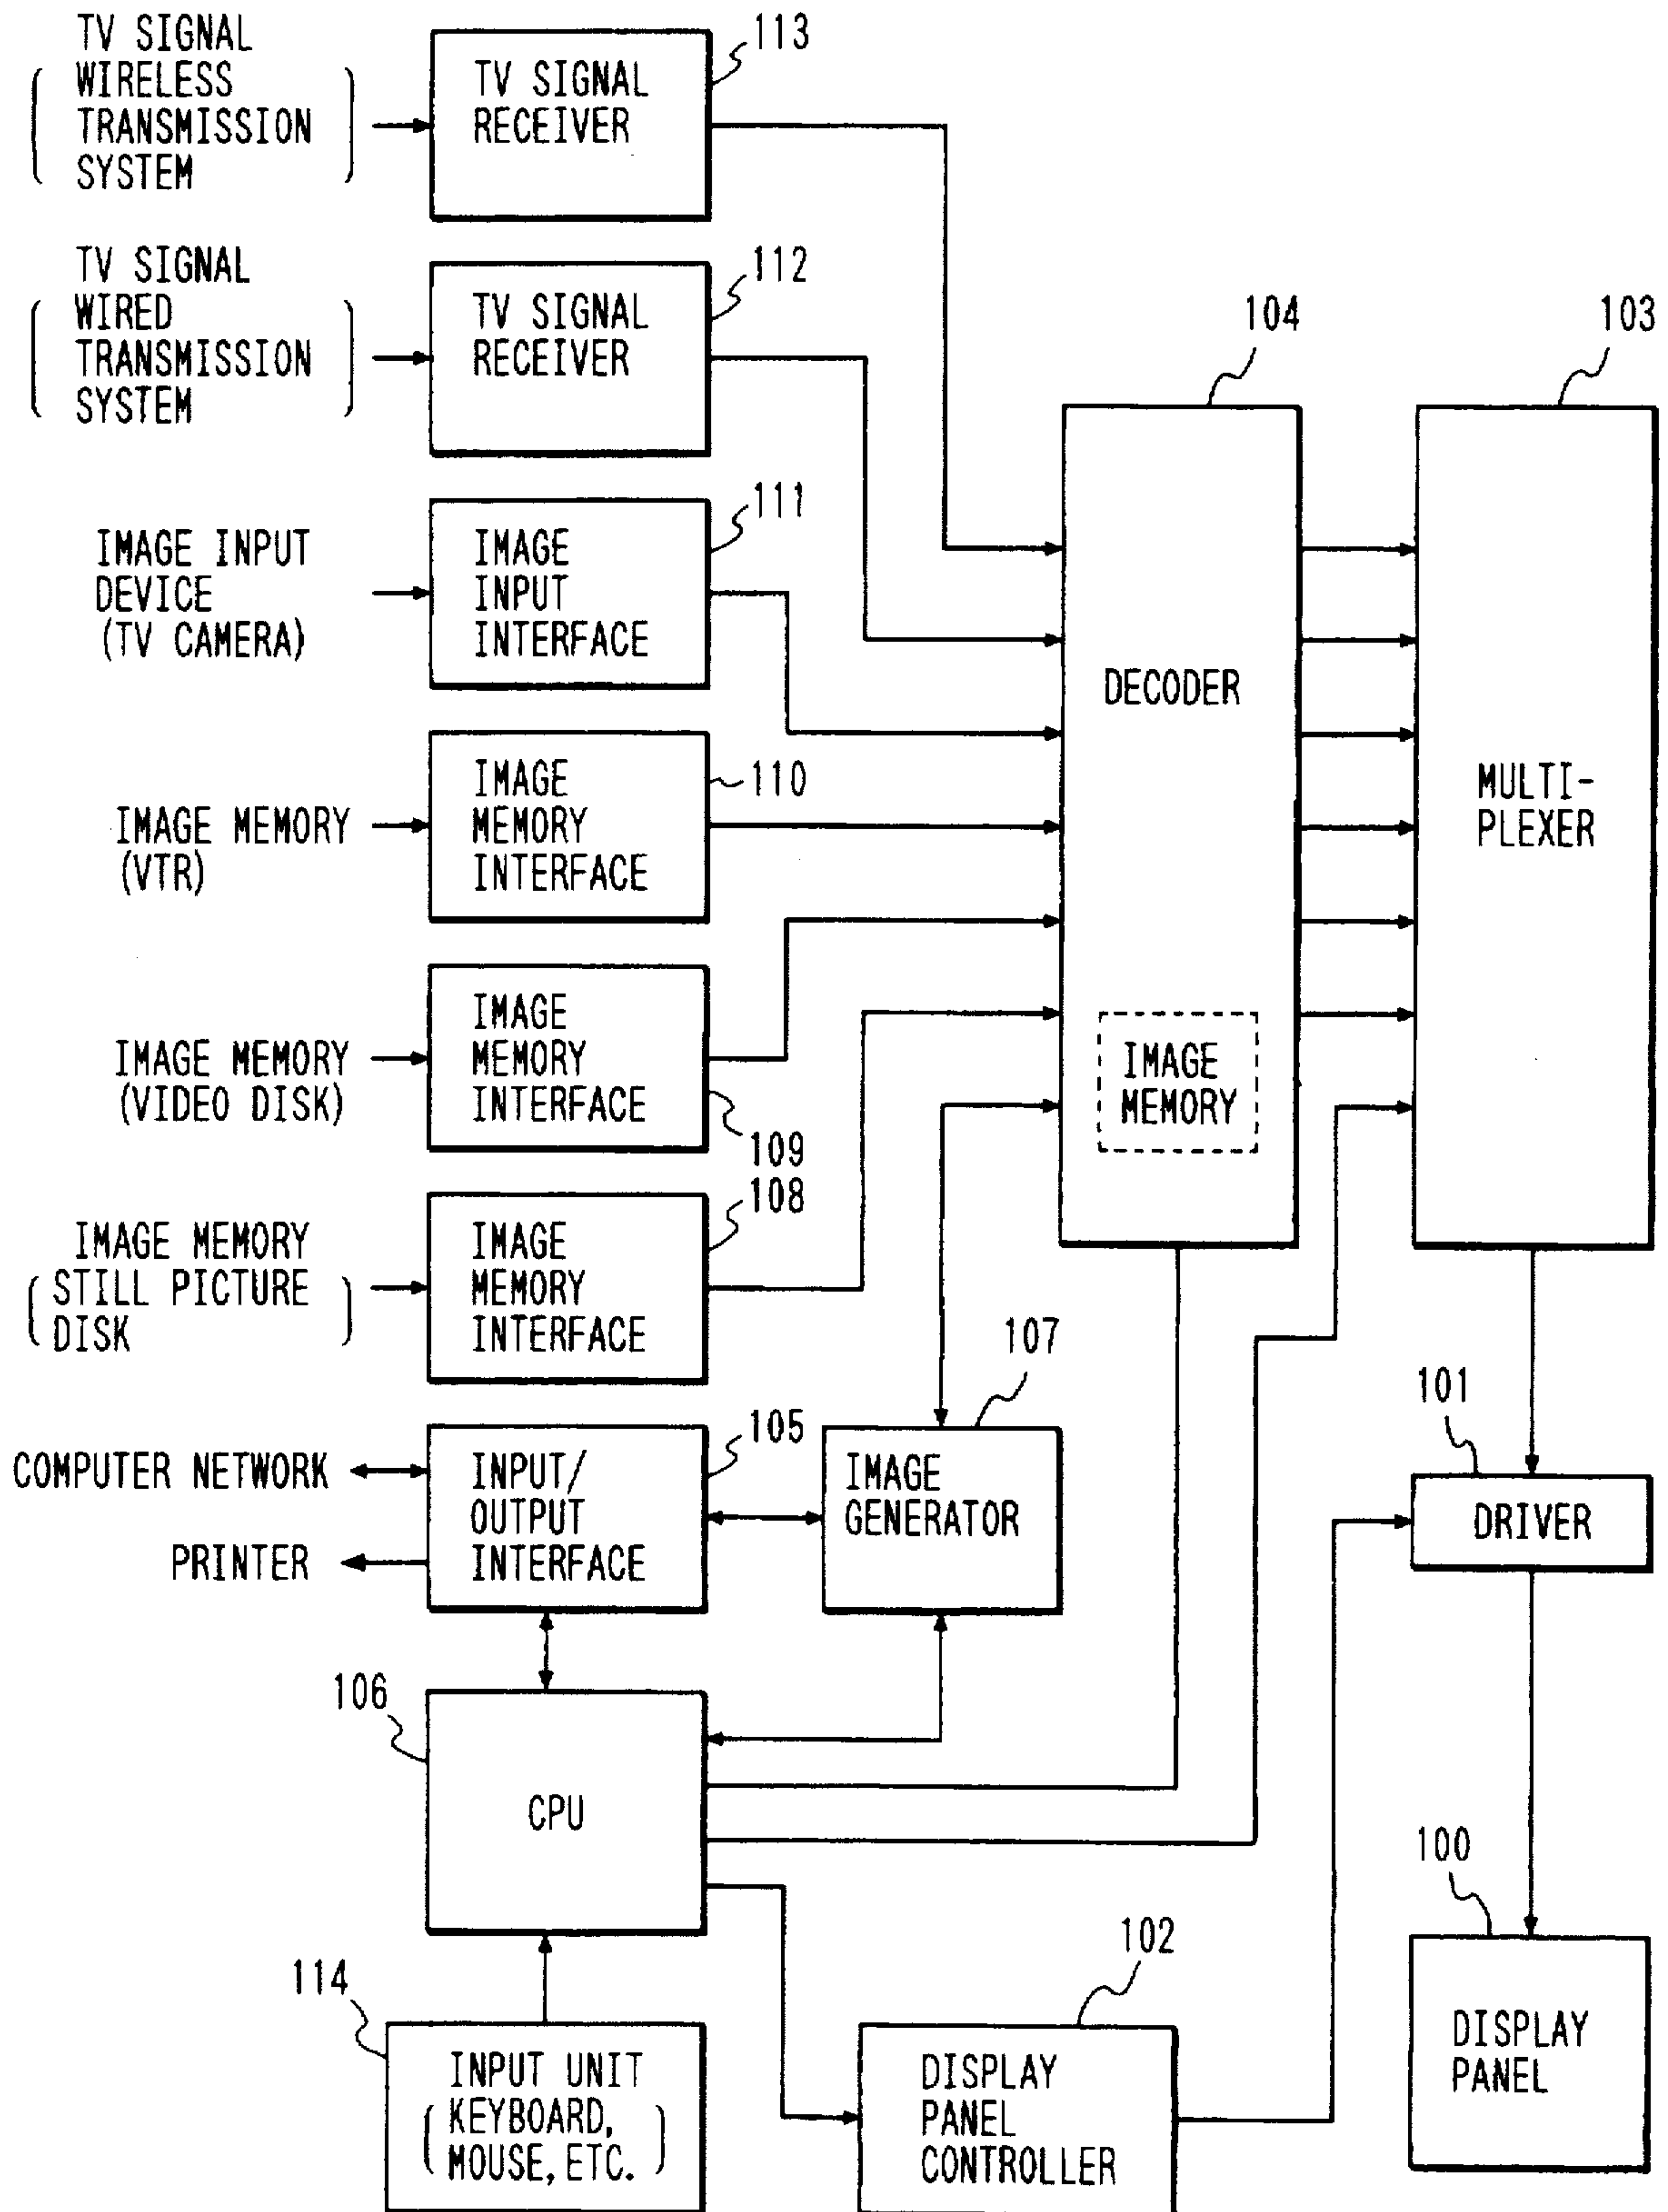 TV SIGNAL
WIRELESS
TRANSMISSION
SYSTEM
TV SIGNAL
RECEIVER
113
TV SIGNAL
WIRED
TRANSMISSION
SYSTEM
TV SIGNAL
RECEIVER
112
104
103
IMAGE INPUT
DEVICE
(TV CAMERA)
IMAGE
INPUT
INTERFACE
111
DECODER
MULTI-
PLEXER
IMAGE MEMORY
(VTR)
IMAGE
MEMORY
INTERFACE
110
IMAGE MEMORY
(VIDEO DISK)
IMAGE
MEMORY
INTERFACE
109
IMAGE
MEMORY
IMAGE MEMORY
(STILL PICTURE
DISK)
IMAGE
MEMORY
INTERFACE
108
107
101
COMPUTER NETWORK
PRINTER
INPUT/
OUTPUT
INTERFACE
105
IMAGE
GENERATOR
DRIVER
106
CPU
100
114
INPUT UNIT
(KEYBOARD,
MOUSE, ETC.)
102
DISPLAY
PANEL
CONTROLLER
DISPLAY
PANEL